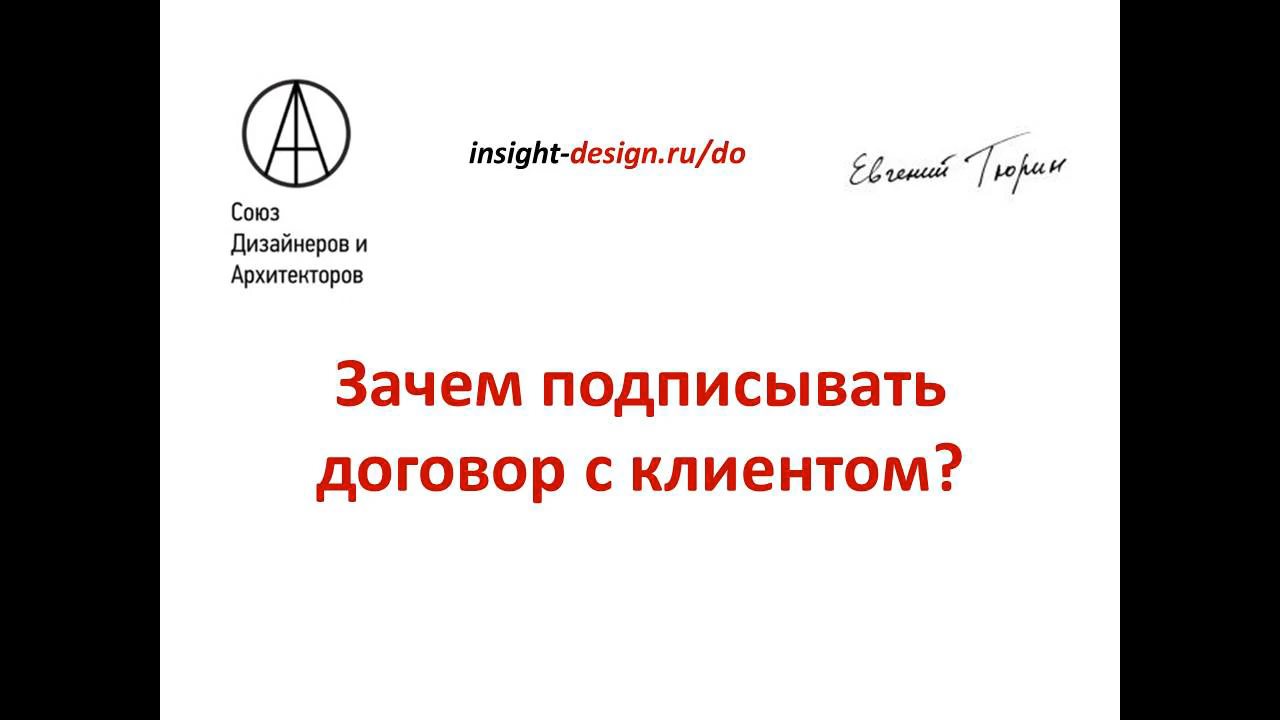 insight-design.ru/do
Евгений Тюрин
Союз
Дизайнеров и
Архитекторов
Зачем подписывать
договор с клиентом?